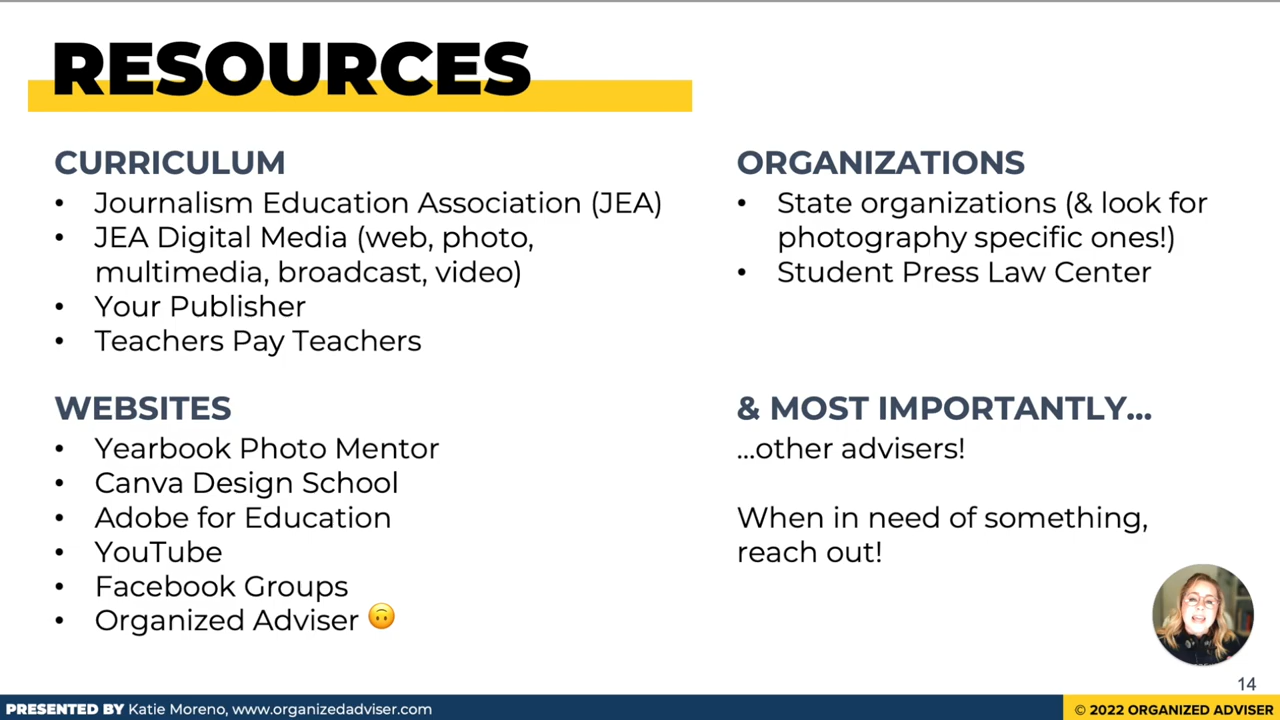 RESOURCES
CURRICULUM
• Journalism Education Association (JEA)
• JEA Digital Media (web, photo,
multimedia, broadcast, video)
• Your Publisher
• Teachers Pay Teachers
ORGANIZATIONS
• State organizations (& look for
photography specific ones!)
• Student Press Law Center
WEBSITES
• Yearbook Photo Mentor
• Canva Design School
• Adobe for Education
• YouTube
• Facebook Groups
• Organized Adviser 🙃
& MOST IMPORTANTLY...
...other advisers!
When in need of something,
reach out!
14
PRESENTED BY Katie Moreno, www.organizedadviser.com
© 2022 ORGANIZED ADVISER